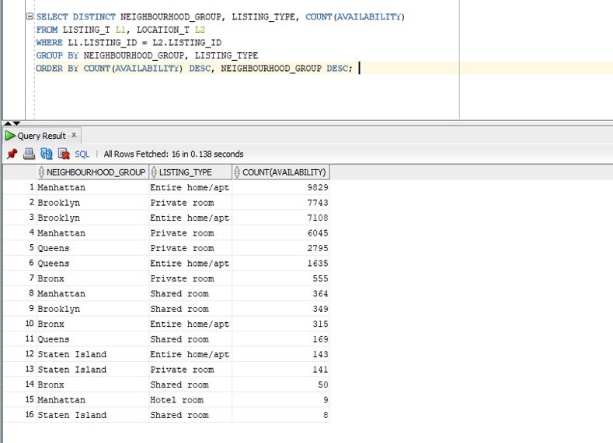 SELECT DISTINCT NEIGHBOURHOOD_GROUP, LISTING_TYPE, COUNT(AVAILABILITY)
FROM LISTING_T L1, LOCATION_T L2
WHERE L1.LISTING_ID = L2.LISTING_ID
GROUP BY NEIGHBOURHOOD_GROUP, LISTING_TYPE
ORDER BY COUNT(AVAILABILITY) DESC, NEIGHBOURHOOD_GROUP DESC;
Query Result x
SQL | All Rows Fetched: 16 in 0.138 seconds
NEIGHBOURHOOD_GROUP LISTING_TYPE COUNT(AVAILABILITY)
1 Manhattan Entire home/apt 9829
2 Brooklyn Private room 7743
3 Brooklyn Entire home/apt 7108
4 Manhattan Private room 6045
5 Queens Private room 2795
6 Queens Entire home/apt 1635
7 Bronx Private room 555
8 Manhattan Shared room 364
9 Brooklyn Shared room 349
10 Bronx Entire home/apt 315
11 Queens Shared room 169
12 Staten Island Entire home/apt 143
13 Staten Island Private room 141
14 Bronx Shared room 50
15 Manhattan Hotel room 9
16 Staten Island Shared room 8